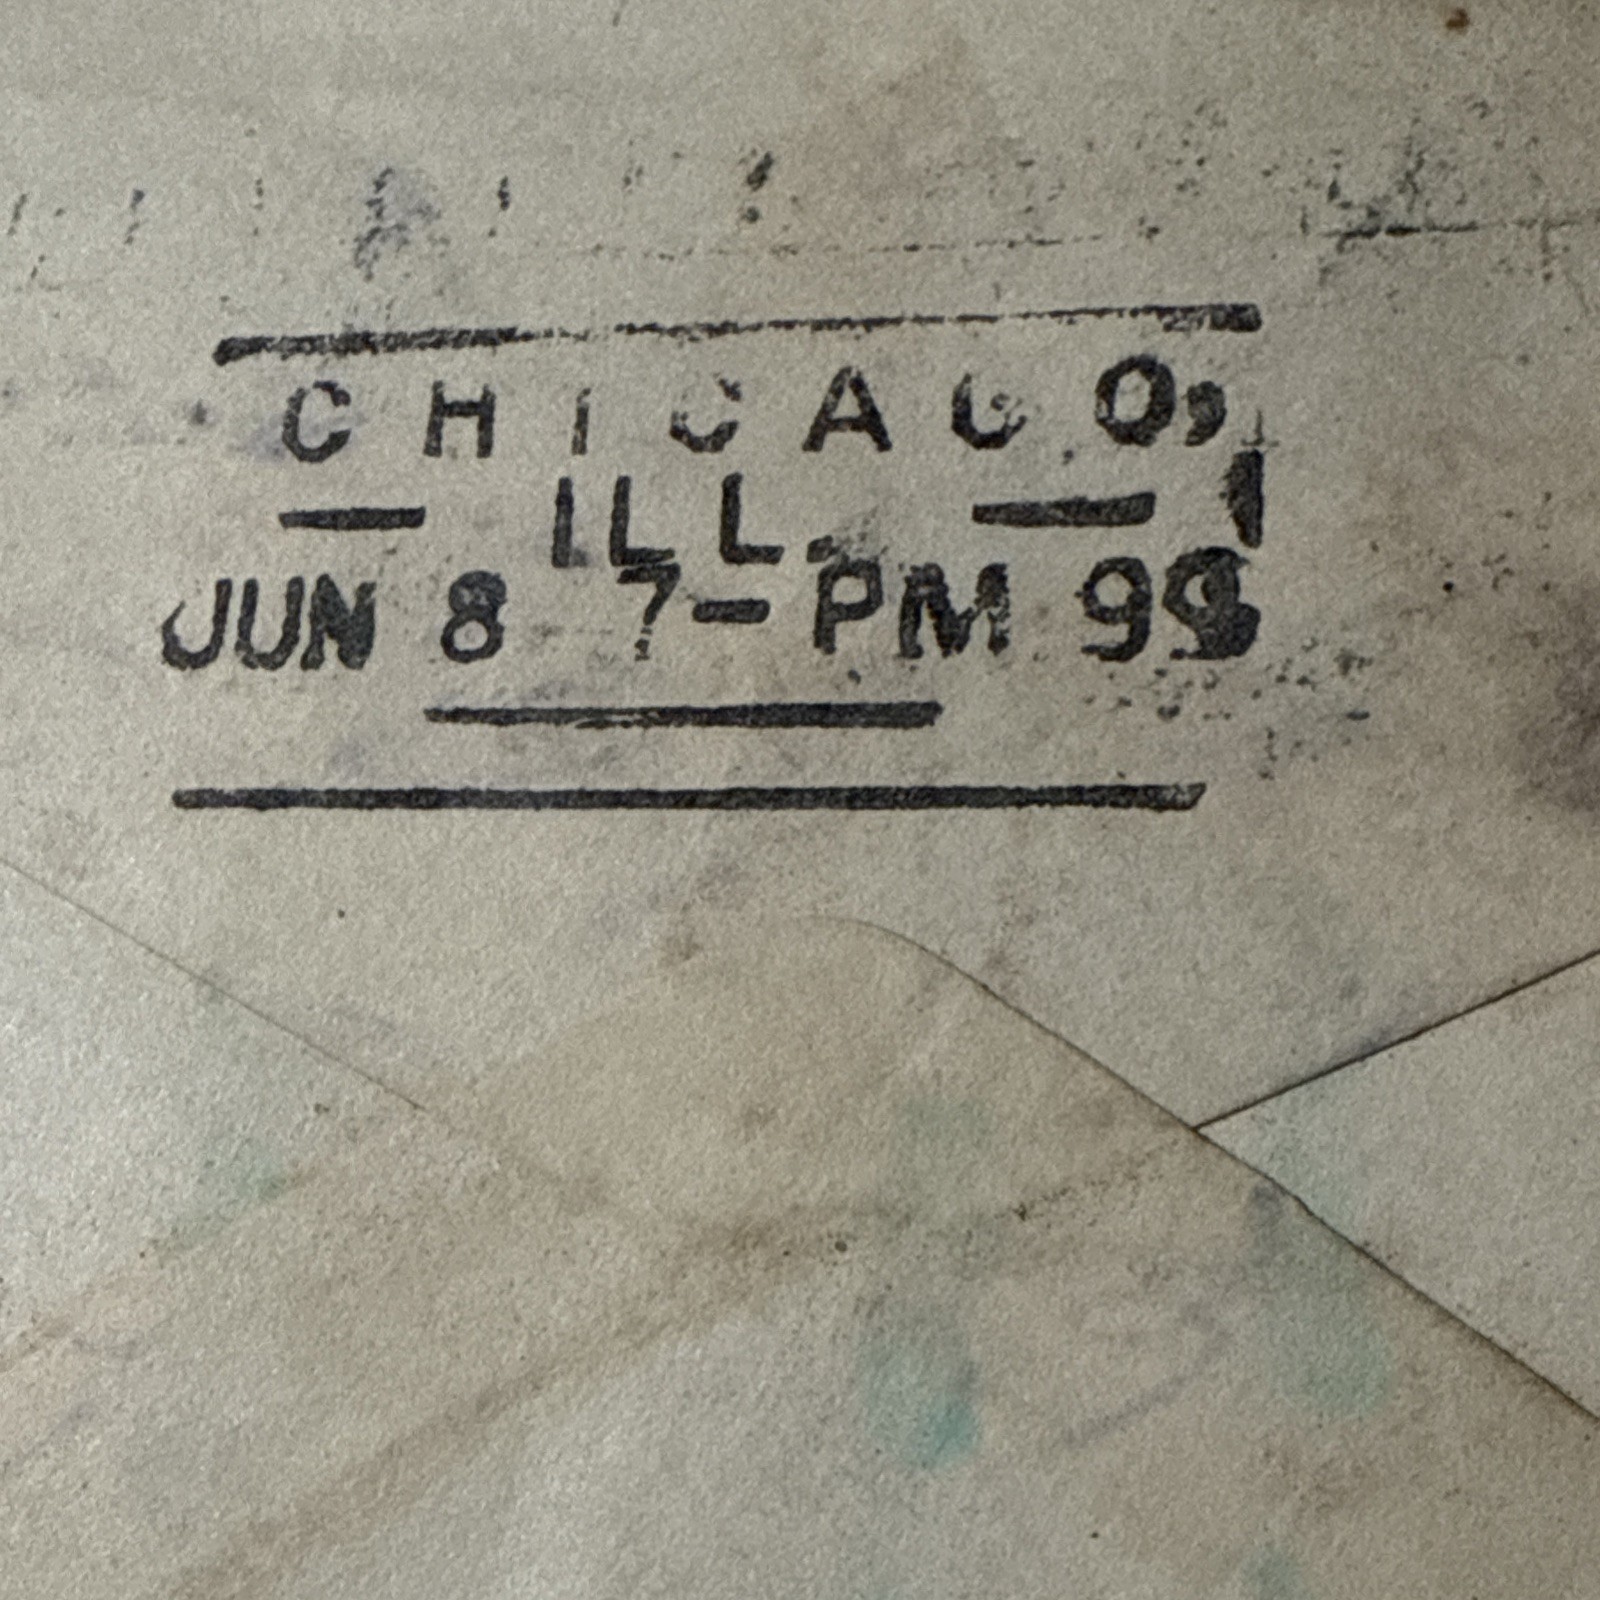 CHICAGO,
— ILL. —
JUN 8 7-PM 99